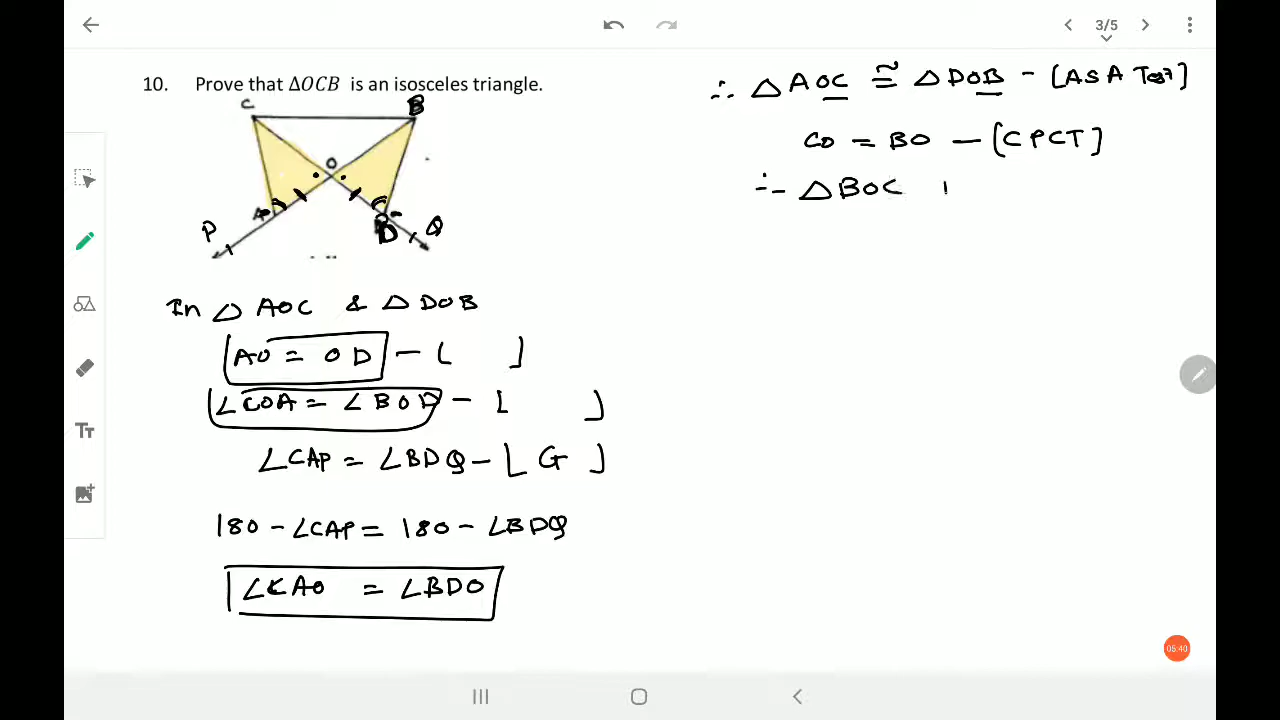 3/5
10. Prove that ΔOCB is an isosceles triangle.
C B
O
A D
P Q
In △ AOC & △ DOB
AO = OD - [ ]
∠COA = ∠BOD - [ ]
∠CAP = ∠BDQ - [ G ]
180 - ∠CAP = 180 - ∠BDQ
∠CAO = ∠BDO
∴ △ AOC ≅ △ DOB - [ASA Test]
CO = BO - [CPCT]
∴ △ BOC
Tт
05:40